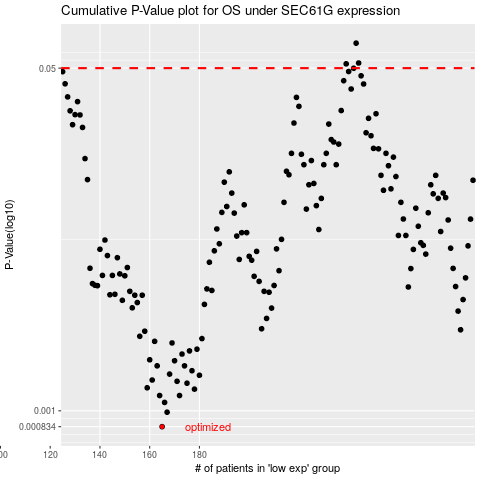 Cumulative P-Value plot for OS under SEC61G expression
0.05
P-Value(log10)
0.001
0.000834
optimized
00 120 140 160 180
# of patients in 'low exp' group